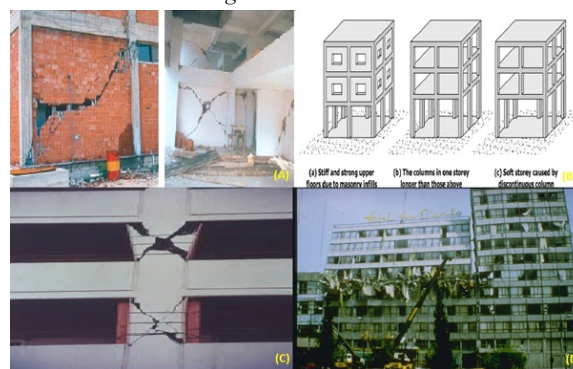 (A)
(a) Stiff and strong upper
floors due to masonry infills
(b) The columns in one storey
longer than those above
(c) Soft storey caused by
discontinuous column
(B)
(C)
(D